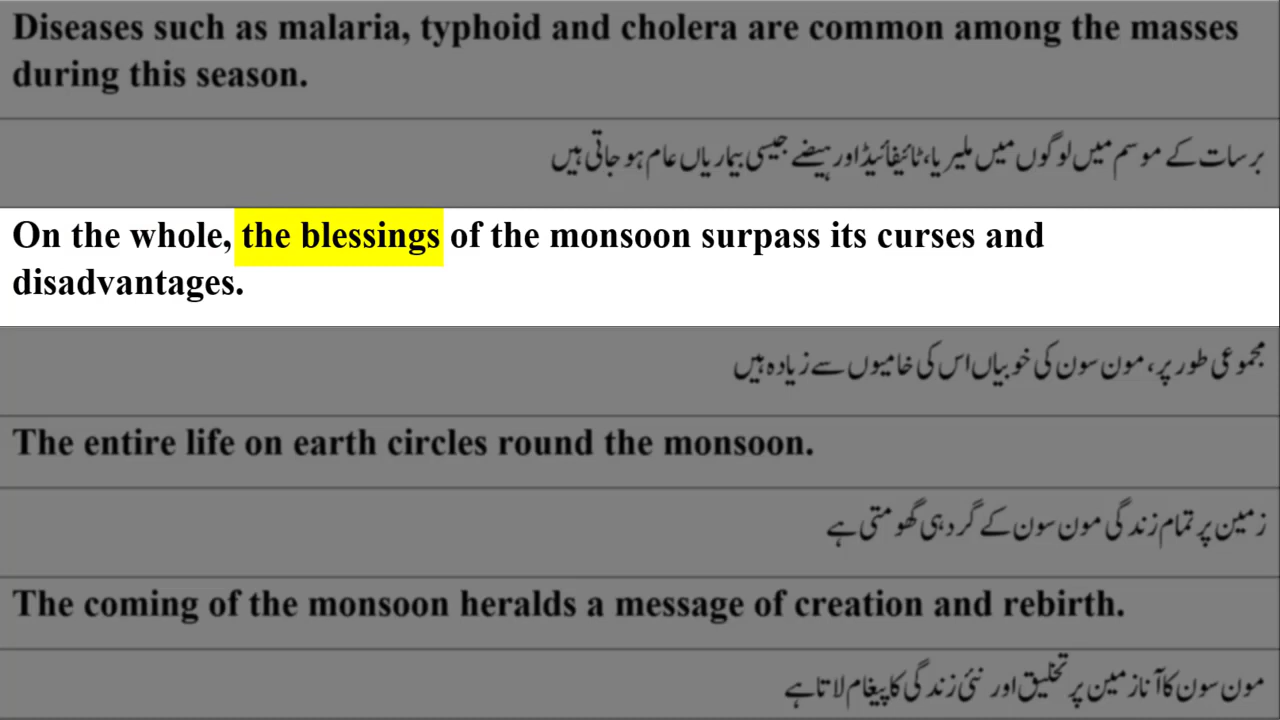 Diseases such as malaria, typhoid and cholera are common among the masses
during this season.
برسات کے موسم میں لوگوں میں ملیریا، ٹائیفائیڈ اور ہیضے جیسی بیماریاں عام ہو جاتی ہیں
On the whole, the blessings of the monsoon surpass its curses and
disadvantages.
مجموعی طور پر، مون سون کی خوبیاں اس کی خامیوں سے زیادہ ہیں
The entire life on earth circles round the monsoon.
زمین پر تمام زندگی مون سون کے گرد ہی گھومتی ہے
The coming of the monsoon heralds a message of creation and rebirth.
مون سون کا آنا زمین پر تخلیق اور نئی زندگی کا پیغام لاتا ہے